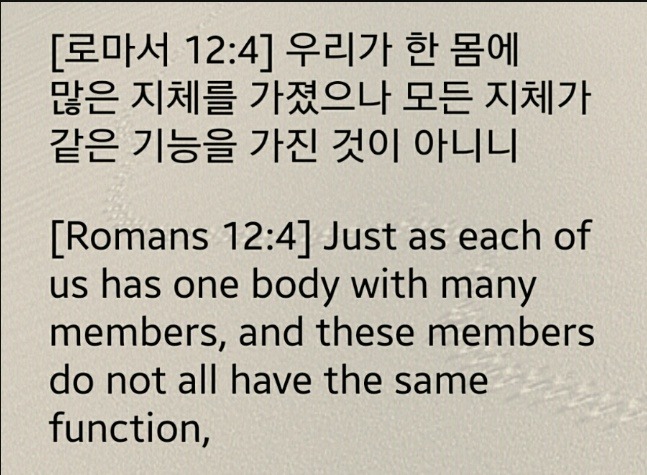 [로마서 12:4] 우리가 한 몸에
많은 지체를 가졌으나 모든 지체가
같은 기능을 가진 것이 아니니
[Romans 12:4] Just as each of
us has one body with many
members, and these members
do not all have the same
function,